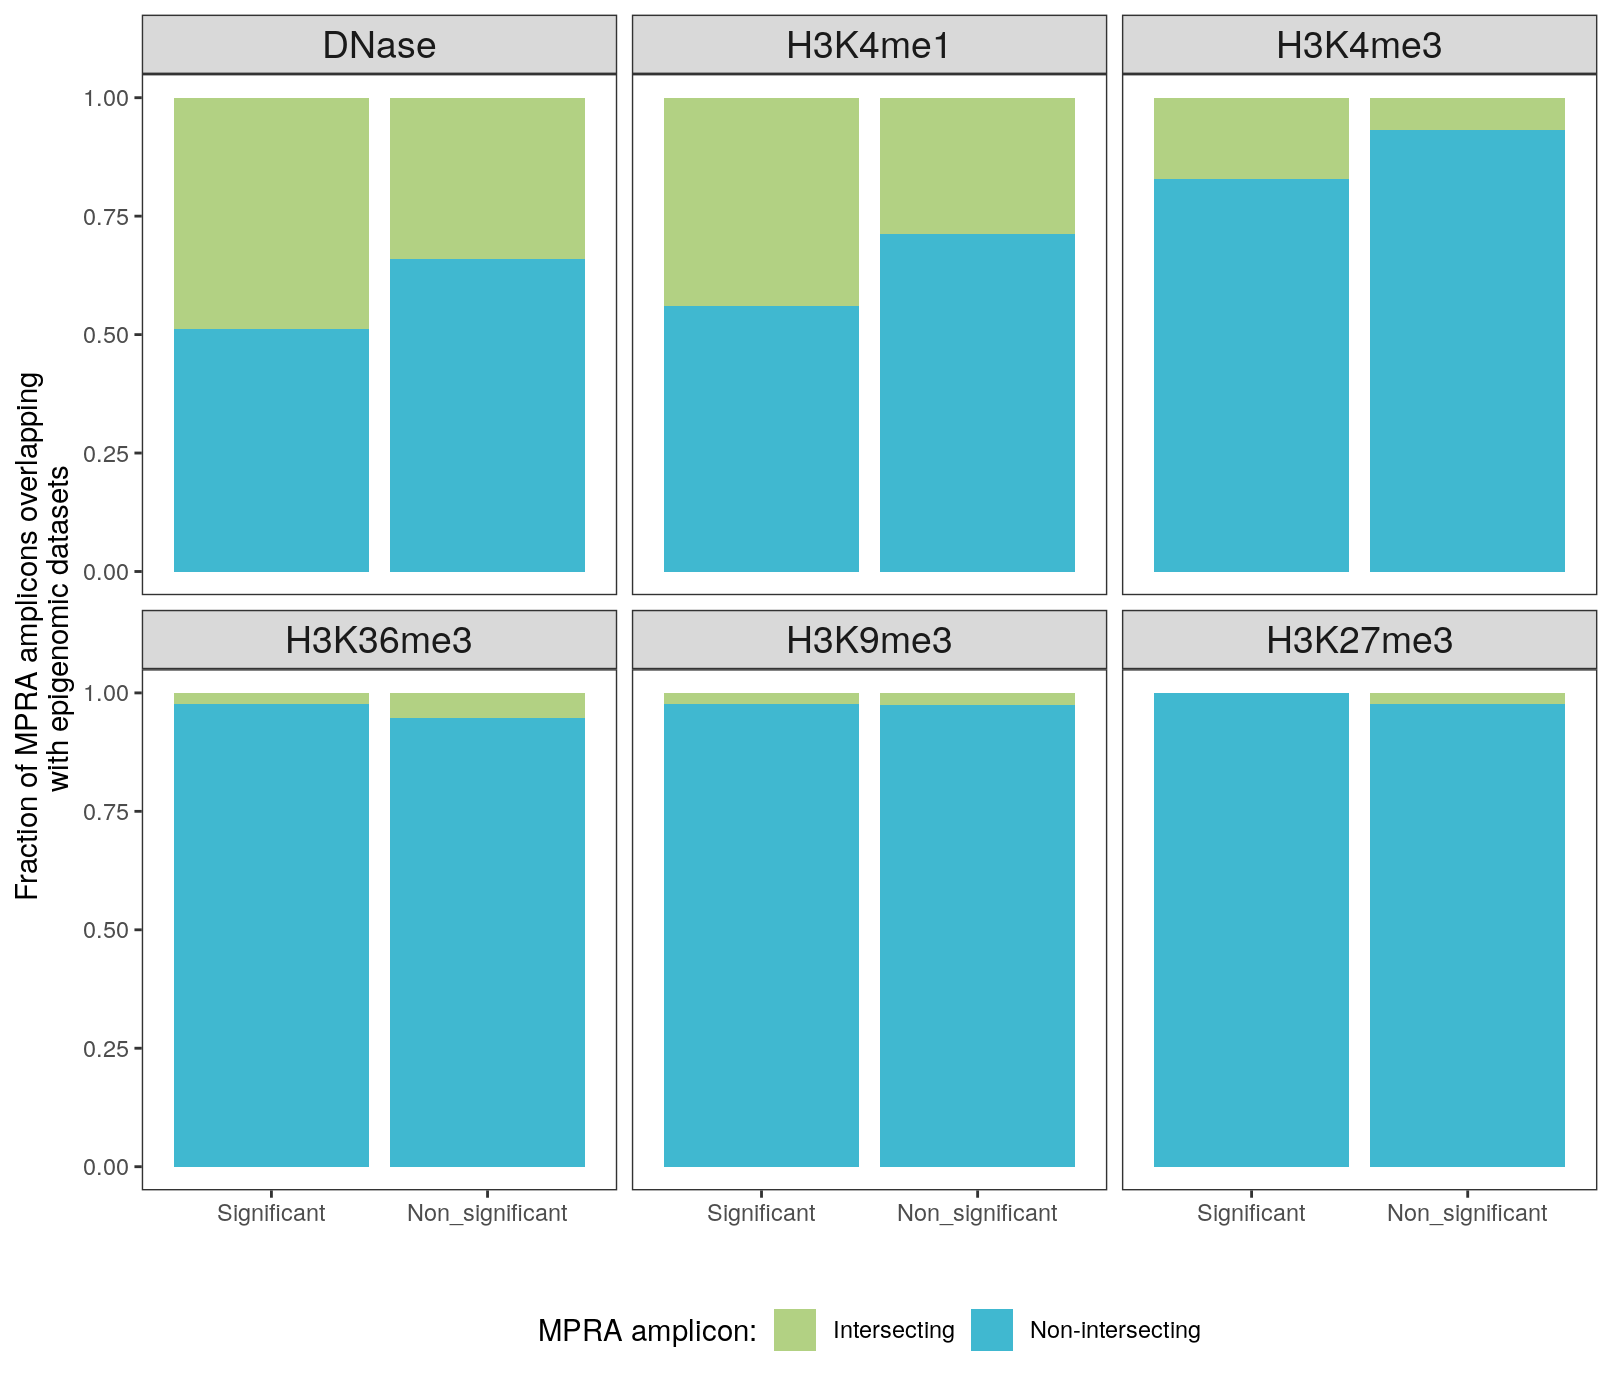 DNase
H3K4me1
H3K4me3
1.00
0.75
0.50
0.25
0.00
Fraction of MPRA amplicons overlapping
with epigenomic datasets
H3K36me3
H3K9me3
H3K27me3
1.00
0.75
0.50
0.25
0.00
Significant
Non_significant
Significant
Non_significant
Significant
Non_significant
MPRA amplicon:
Intersecting
Non-intersecting